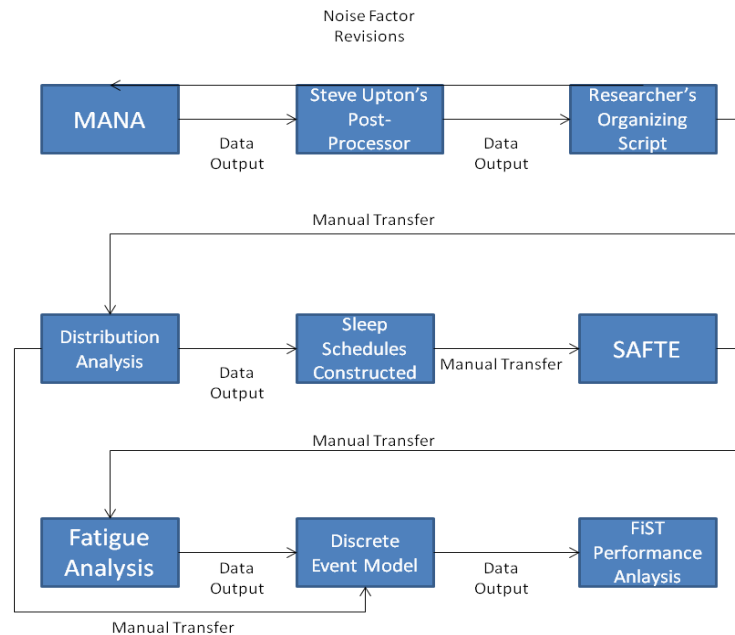 Noise Factor
Revisions
MANA
Steve Upton's
Post-
Processor
Researcher's
Organizing
Script
Data
Output
Data
Output
Manual Transfer
Distribution
Analysis
Sleep
Schedules
Constructed
SAFTE
Data
Output
Manual Transfer
Manual Transfer
Fatigue
Analysis
Discrete
Event Model
FiST
Performance
Anlaysis
Data
Output
Data
Output
Manual Transfer